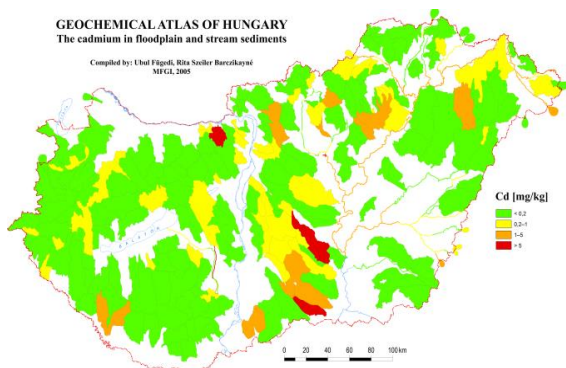 GEOCHEMICAL ATLAS OF HUNGARY
The cadmium in floodplain and stream sediments
Compiled by: Ubul Fügedi, Rita Szeiler Barczikayné
MFGI, 2005
Cd [mg/kg]
< 0,2
0,2–1
1–5
> 5
0 20 40 60 80 100 km